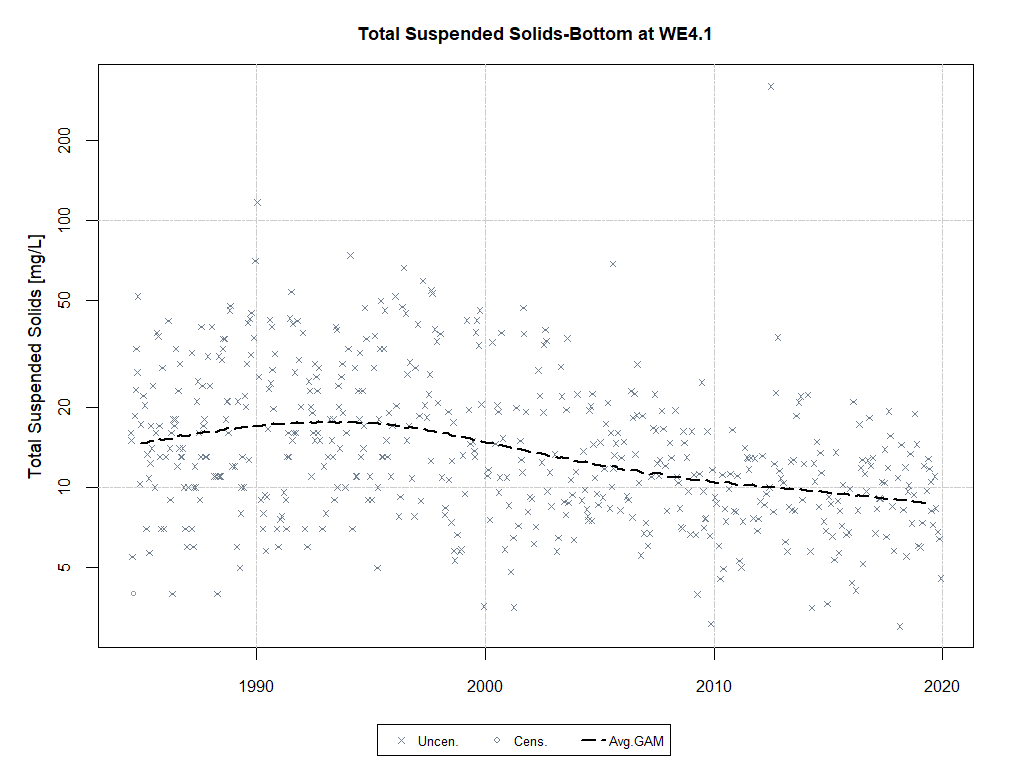 Total Suspended Solids-Bottom at WE4.1
Total Suspended Solids [mg/L]
200
100
50
20
10
5
1990 2000 2010 2020
Uncen. Cens. Avg.GAM